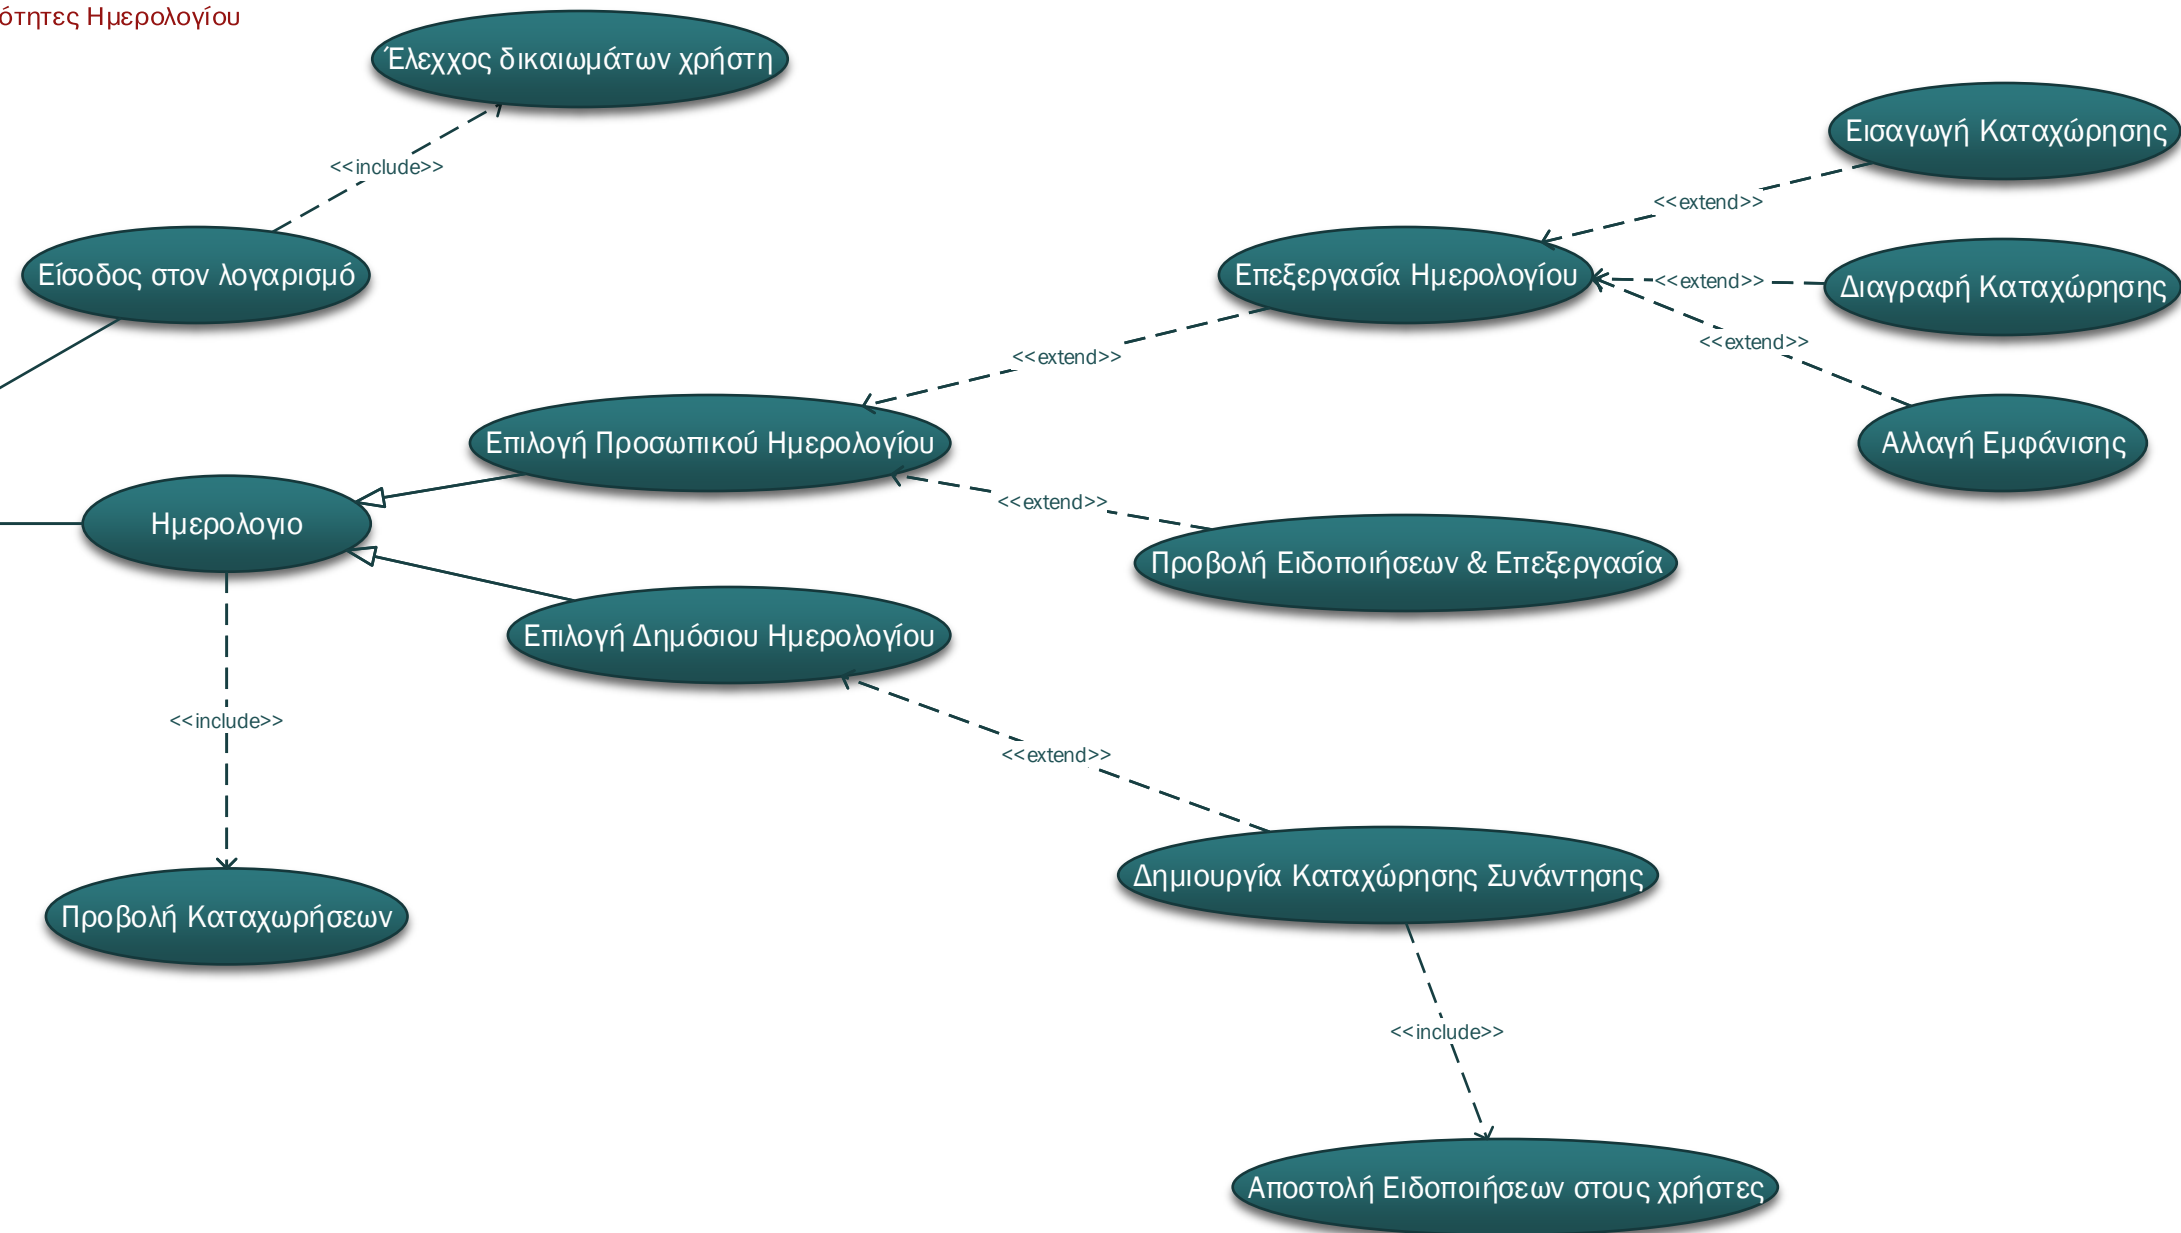 ότητες Ημερολογίου
Έλεχχος δικαιωμάτων χρήστη
<<include>>
Είσοδος στον λογαρισμό
Εισαγωγή Καταχώρησης
<<extend>>
Επεξεργασία Ημερολογίου
<<extend>>
Διαγραφή Καταχώρησης
<<extend>>
<<extend>>
Επιλογή Προσωπικού Ημερολογίου
Αλλαγή Εμφάνισης
<<extend>>
Ημερολογιο
Προβολή Ειδοποιήσεων & Επεξεργασία
Επιλογή Δημόσιου Ημερολογίου
<<include>>
<<extend>>
Δημιουργία Καταχώρησης Συνάντησης
Προβολή Καταχωρήσεων
<<include>>
Αποστολή Ειδοποιήσεων στους χρήστες